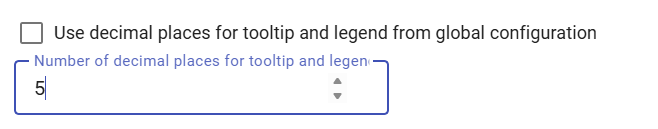 Use decimal places for tooltip and legend from global configuration
Number of decimal places for tooltip and legen
5